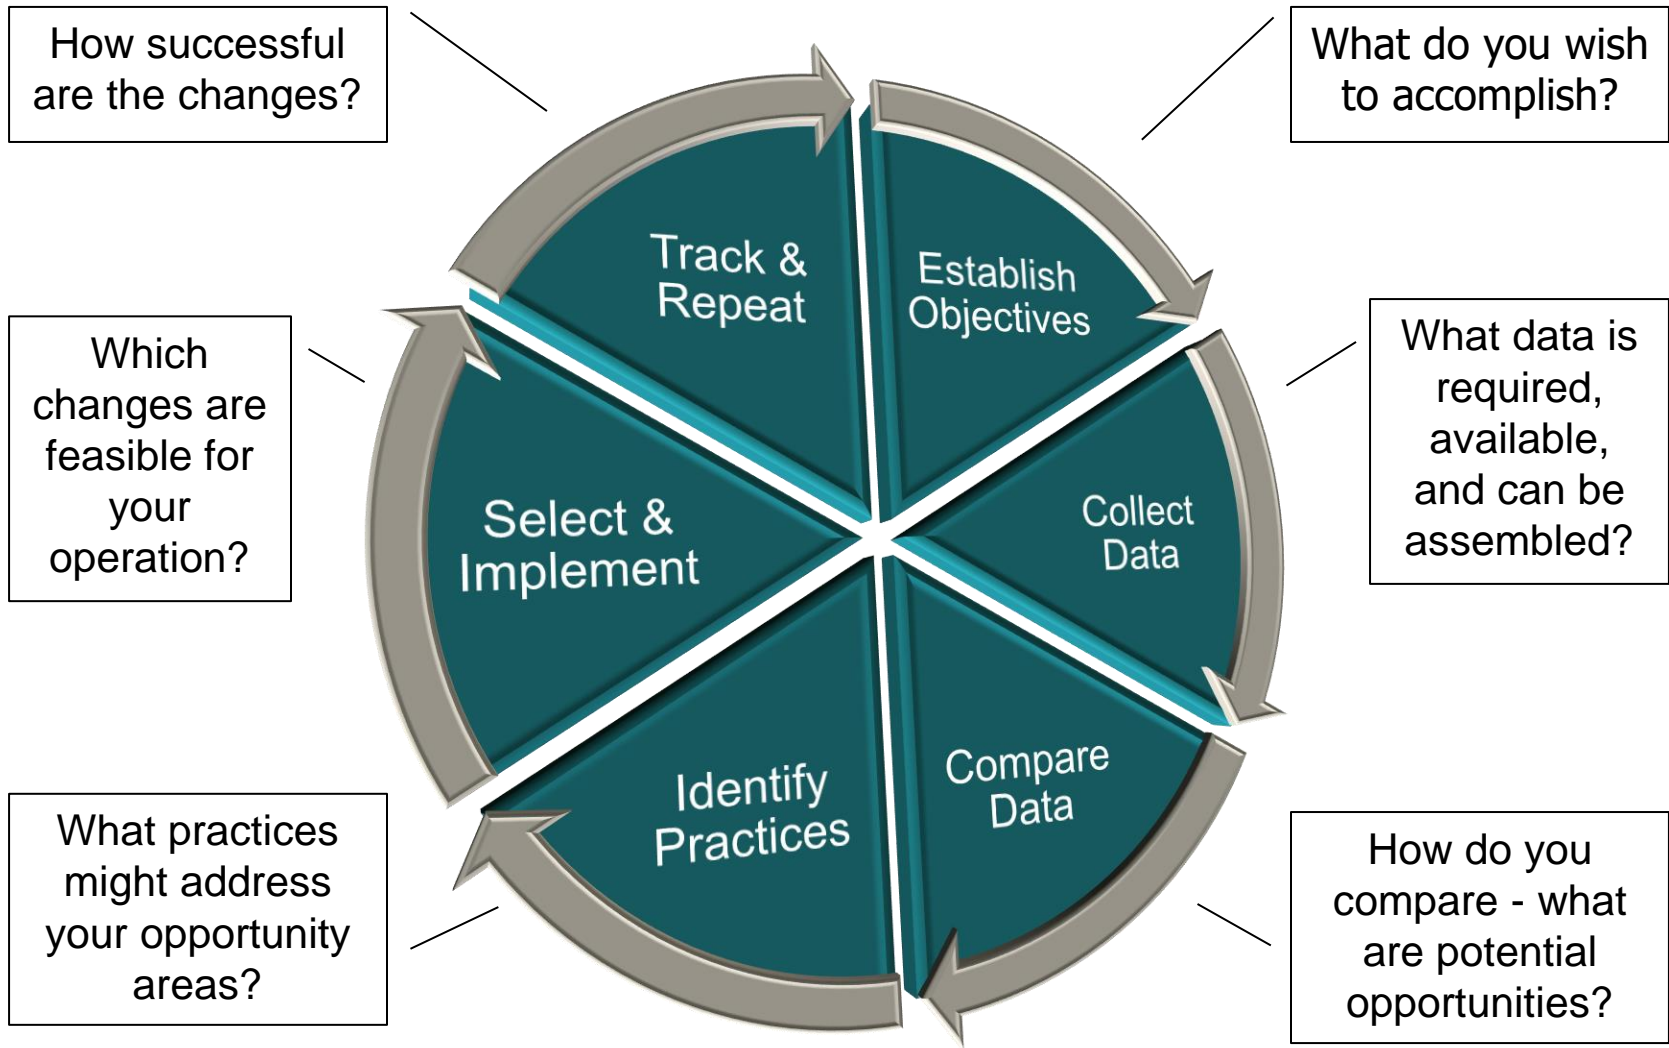 How successful
are the changes?
What do you wish
to accomplish?
Track &
Repeat
Establish
Objectives
Which
changes are
feasible for
your
operation?
What data is
required,
available,
and can be
assembled?
Select &
Implement
Collect
Data
Identify
Practices
Compare
Data
What practices
might address
your opportunity
areas?
How do you
compare - what
are potential
opportunities?